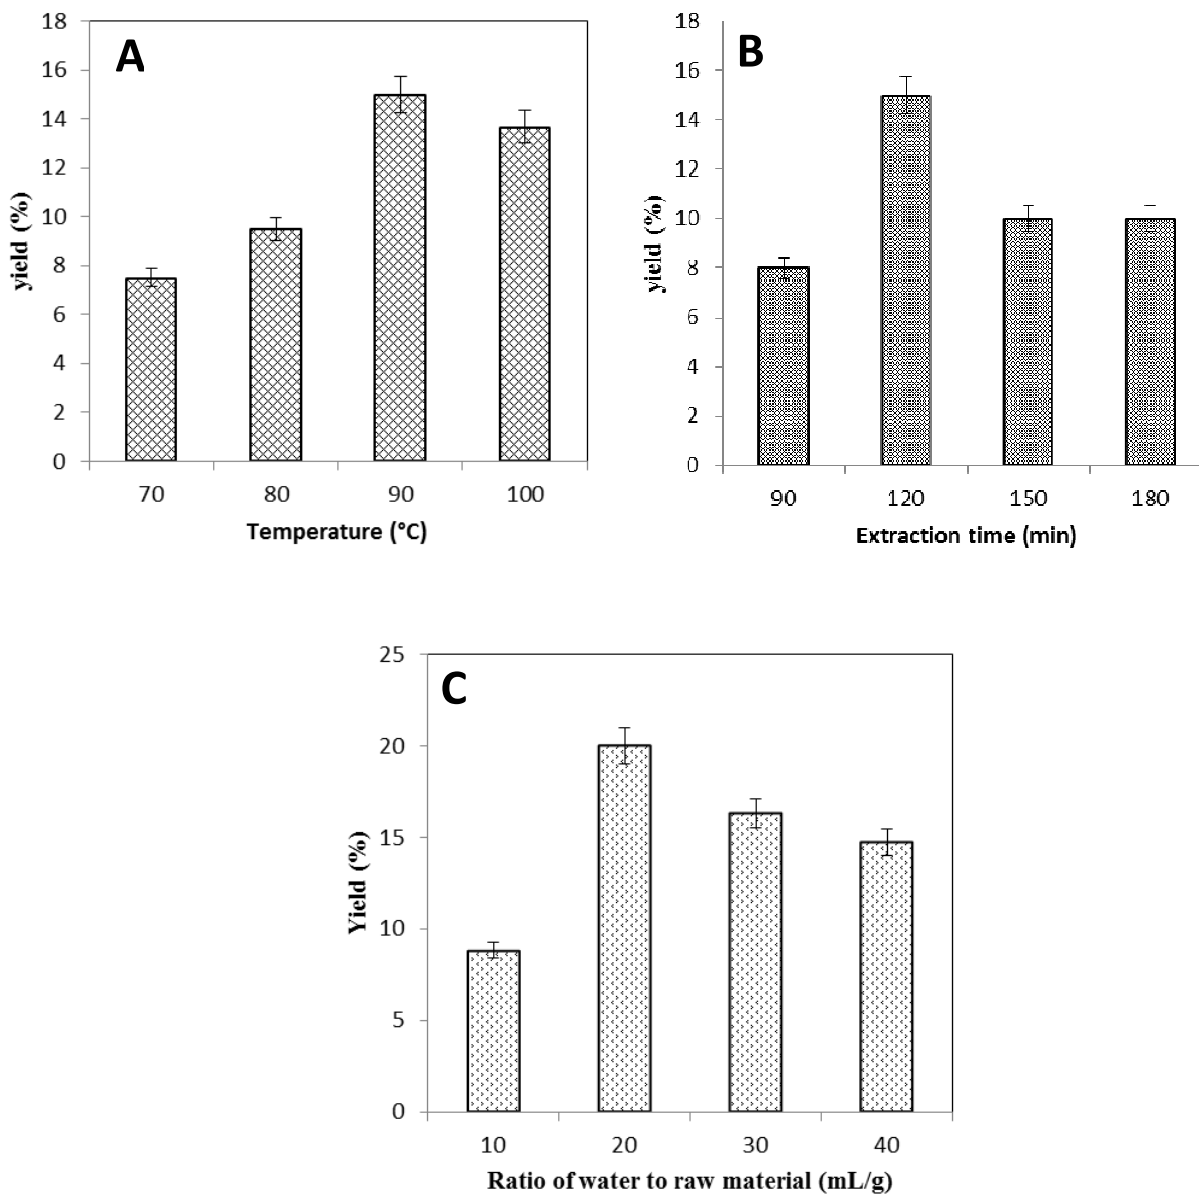 A
18
16
14
12
10
8
6
4
2
0
yield (%)
70 80 90 100
Temperature (°C)
B
18
16
14
12
10
8
6
4
2
0
yield (%)
90 120 150 180
Extraction time (min)
C
25
20
15
10
5
0
Yield (%)
10 20 30 40
Ratio of water to raw material (mL/g)